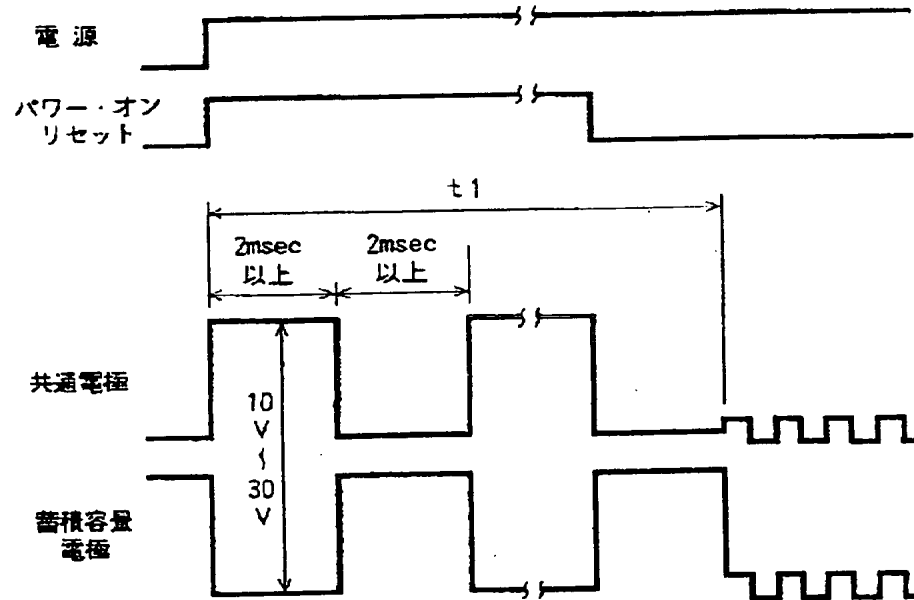 電源
パワー・オン
リセット
t1
2msec
以上
2msec
以上
共通電極
10
V
〜
30
V
蓄積容量
電極